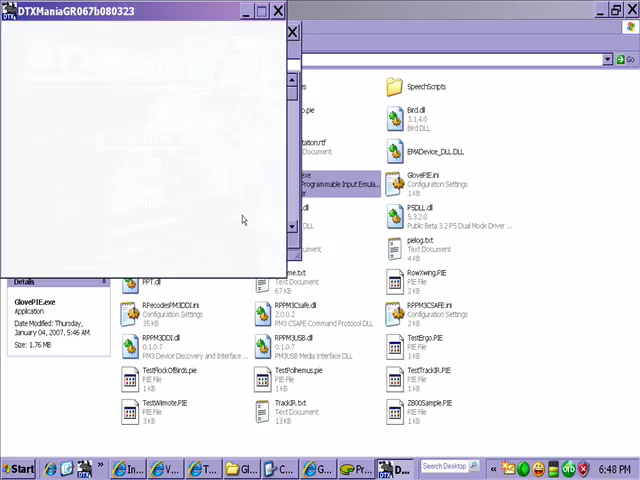 DTXManiaGR067b080323
Go
SpeechScripts
Bird.dll
3.1.4.0
Bird DLL
EMADevice_DLL.DLL
.exe
Programmable Input Emula...
GlovePIE.ini
Configuration Settings
1 KB
PSDLL.dll
5.3.2.0
Public Beta 3.2 P5 Dual Mode Driver ...
pielog.txt
Text Document
4 KB
Details
GlovePIE.exe
Application
Date Modified: Thursday,
January 04, 2007, 5:46 AM
Size: 1.76 MB
PPT.dll
Text Document
67 KB
RowXwing.PIE
PIE File
2 KB
RPecodesPM3DDI.ini
Configuration Settings
35 KB
RPPM3Csafe.dll
2.0.0.2
PM3 CSAFE Command Protocol DLL
RPPM3CSAFE.ini
Configuration Settings
2 KB
RPPM3DDI.dll
0.1.0.7
PM3 Device Discovery and Interface ...
RPPM3USB.dll
0.1.0.7
PM3USB Media Interface DLL
TestErgo.PIE
PIE File
1 KB
TestFlockOfBirds.pie
PIE File
1 KB
TestPolhemus.pie
PIE File
1 KB
TestTrackIR.PIE
PIE File
1 KB
TestWiimote.PIE
PIE File
3 KB
TrackIR.txt
Text Document
13 KB
Z800Sample.PIE
PIE File
1 KB
Start
In...
V...
T...
Gl...
C...
G...
Pr...
D...
Search Desktop
6:48 PM